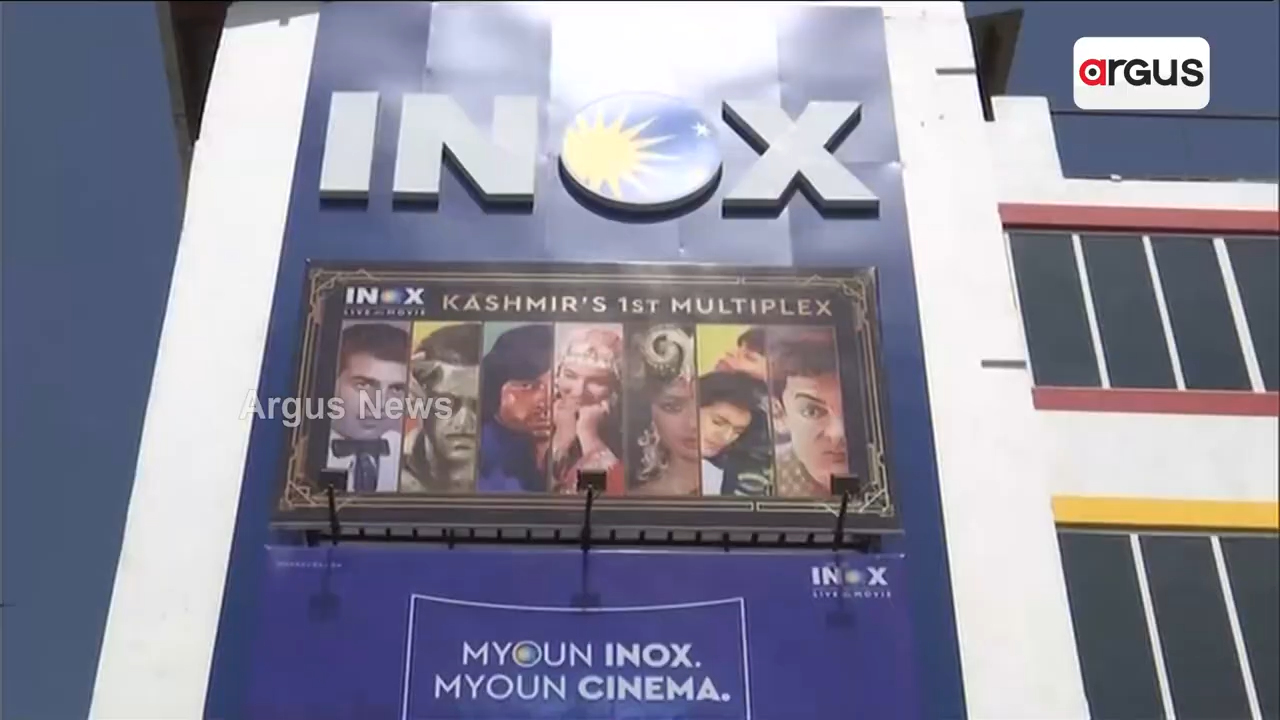 argus
INOX
INOX
LIVE the MOVIE
KASHMIR'S 1ST MULTIPLEX
Argus News
INOX
LIVE the MOVIE
MYOUN INOX.
MYOUN CINEMA.